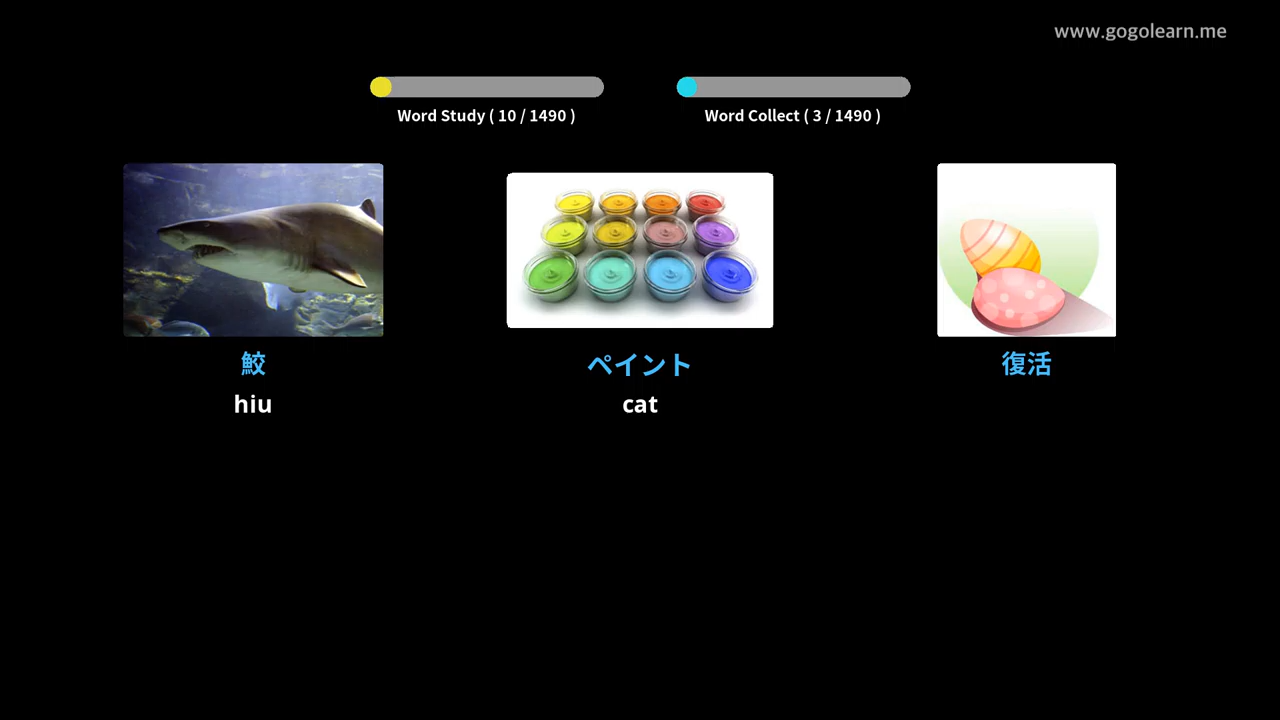 www.gogolearn.me
Word Study ( 10 / 1490 )
Word Collect ( 3 / 1490 )
鮫
ペイント
復活
hiu
cat